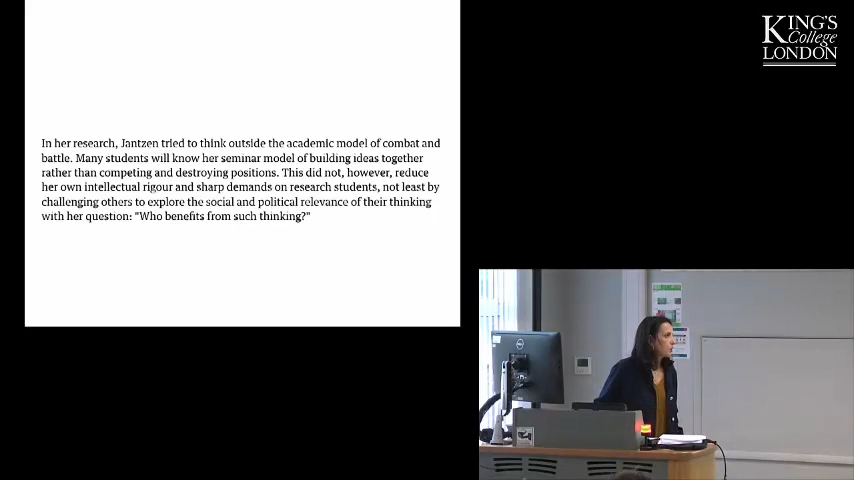 KING'S
College
LONDON
In her research, Jantzen tried to think outside the academic model of combat and
battle. Many students will know her seminar model of building ideas together
rather than competing and destroying positions. This did not, however, reduce
her own intellectual rigour and sharp demands on research students, not least by
challenging others to explore the social and political relevance of their thinking
with her question: "Who benefits from such thinking?"
DELL